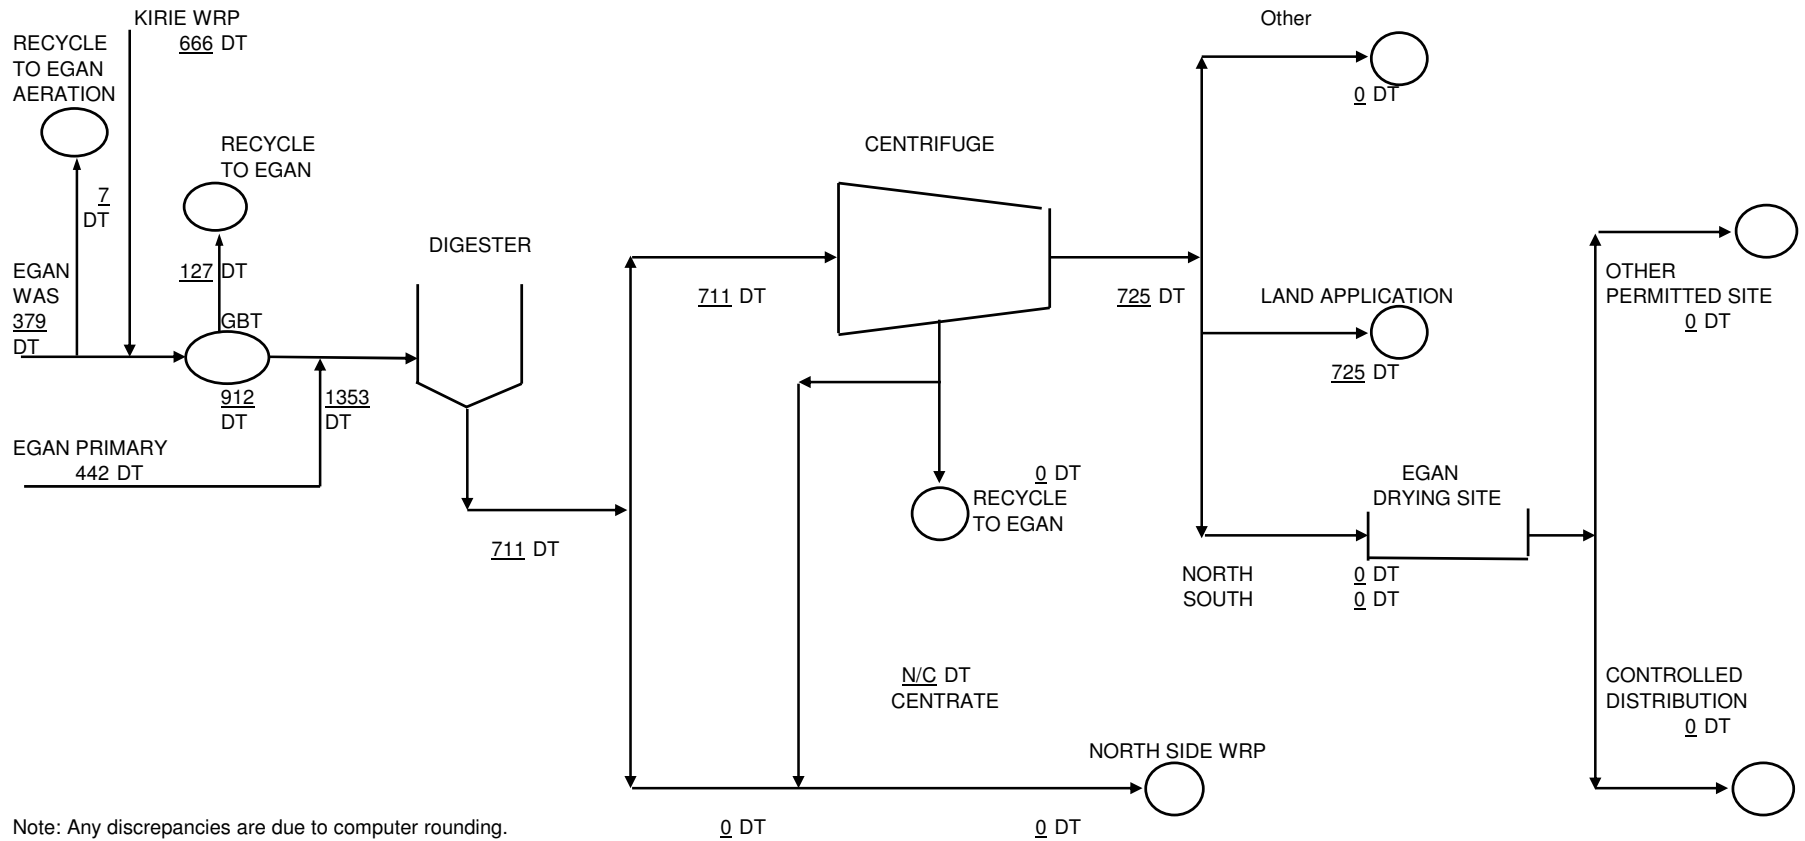 KIRIE WRP
666 DT
RECYCLE
TO EGAN
AERATION
7
DT
RECYCLE
TO EGAN
127 DT
EGAN
WAS
379
DT
GBT
912
DT
1353
DT
EGAN PRIMARY
442 DT
DIGESTER
711 DT
711 DT
CENTRIFUGE
725 DT
0 DT
RECYCLE
TO EGAN
N/C DT
CENTRATE
NORTH SIDE WRP
0 DT
0 DT
Other
0 DT
LAND APPLICATION
725 DT
EGAN
DRYING SITE
NORTH 0 DT
SOUTH 0 DT
OTHER
PERMITTED SITE
0 DT
CONTROLLED
DISTRIBUTION
0 DT
Note: Any discrepancies are due to computer rounding.